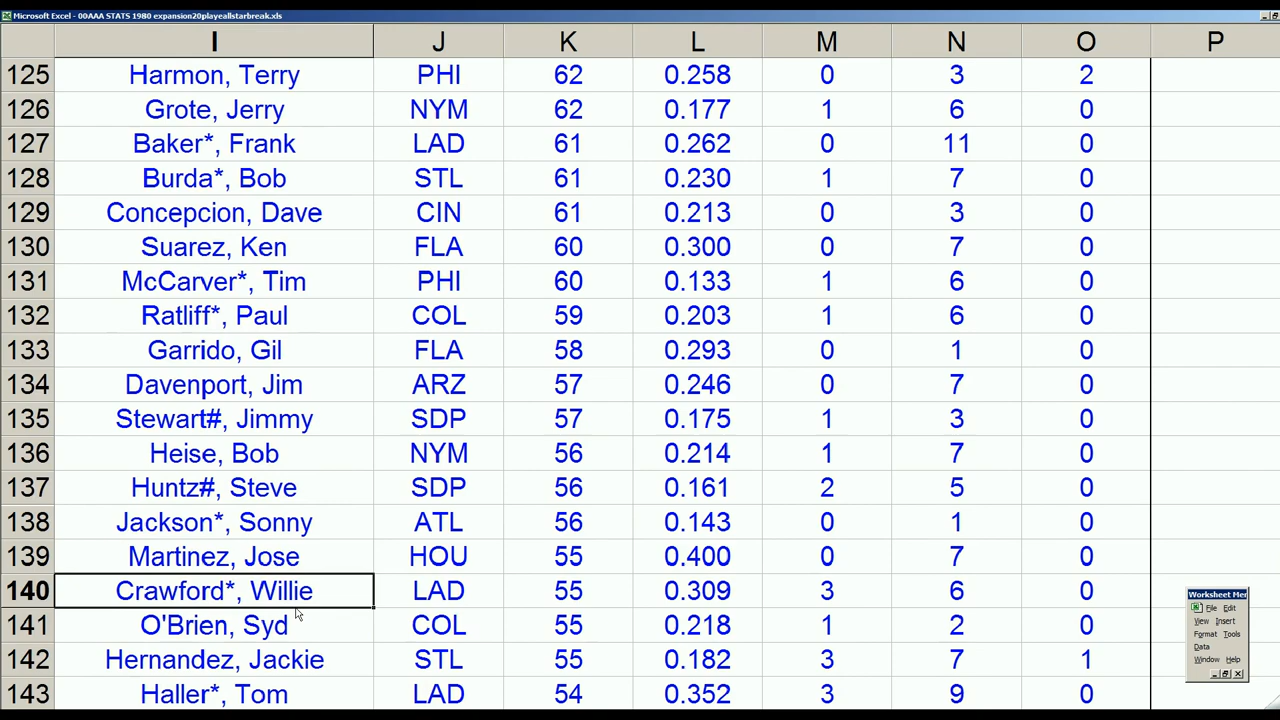 Microsoft Excel - 00AAA STATS 1980 expansion20playeallstarbreak.xls
I J K L M N O P
125 Harmon, Terry PHI 62 0.258 0 3 2
126 Grote, Jerry NYM 62 0.177 1 6 0
127 Baker*, Frank LAD 61 0.262 0 11 0
128 Burda*, Bob STL 61 0.230 1 7 0
129 Concepcion, Dave CIN 61 0.213 0 3 0
130 Suarez, Ken FLA 60 0.300 0 7 0
131 McCarver*, Tim PHI 60 0.133 1 6 0
132 Ratliff*, Paul COL 59 0.203 1 6 0
133 Garrido, Gil FLA 58 0.293 0 1 0
134 Davenport, Jim ARZ 57 0.246 0 7 0
135 Stewart#, Jimmy SDP 57 0.175 1 3 0
136 Heise, Bob NYM 56 0.214 1 7 0
137 Huntz#, Steve SDP 56 0.161 2 5 0
138 Jackson*, Sonny ATL 56 0.143 0 1 0
139 Martinez, Jose HOU 55 0.400 0 7 0
140 Crawford*, Willie LAD 55 0.309 3 6 0
141 O'Brien, Syd COL 55 0.218 1 2 0
142 Hernandez, Jackie STL 55 0.182 3 7 1
143 Haller*, Tom LAD 54 0.352 3 9 0
Worksheet Mer
File Edit
View Insert
Format Tools
Data
Window Help